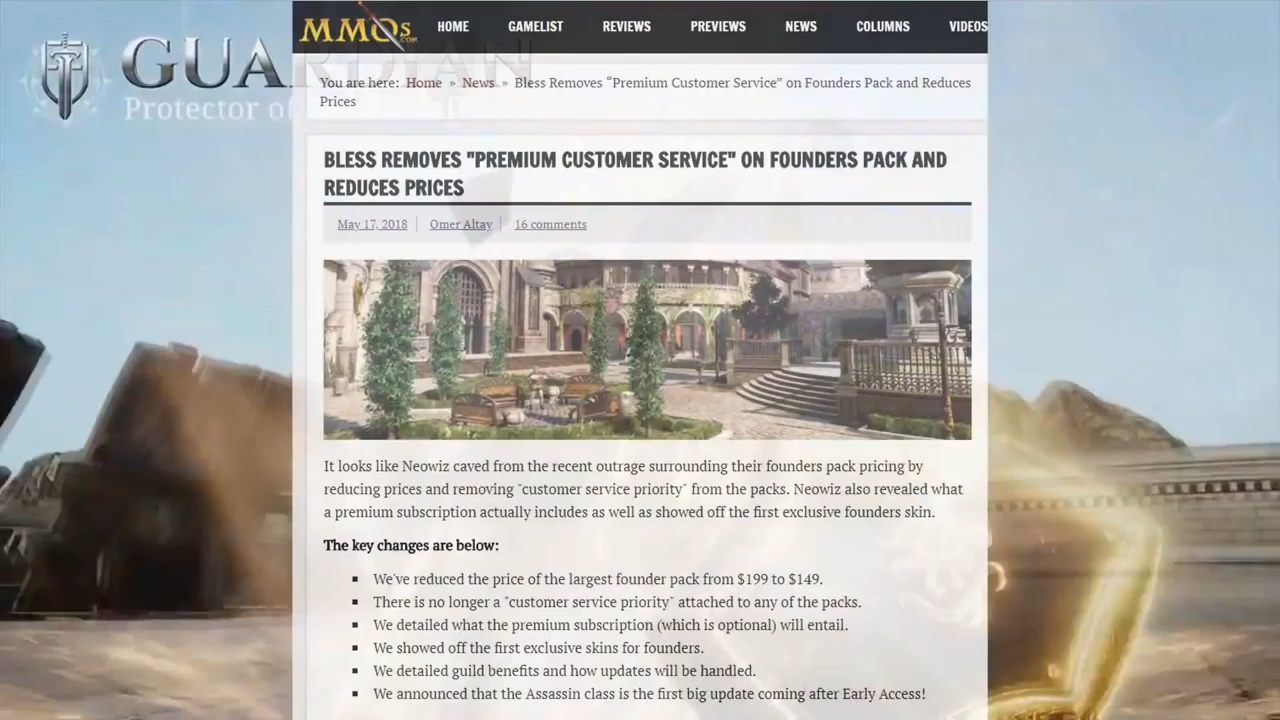 GUARDIAN
Protector of
MMOs.COM
HOME GAMELIST REVIEWS PREVIEWS NEWS COLUMNS VIDEOS
You are here: Home » News » Bless Removes “Premium Customer Service” on Founders Pack and Reduces
Prices
BLESS REMOVES "PREMIUM CUSTOMER SERVICE" ON FOUNDERS PACK AND
REDUCES PRICES
May 17, 2018 Omer Altay 16 comments
It looks like Neowiz caved from the recent outrage surrounding their founders pack pricing by
reducing prices and removing "customer service priority" from the packs. Neowiz also revealed what
a premium subscription actually includes as well as showed off the first exclusive founders skin.
The key changes are below:
▪ We've reduced the price of the largest founder pack from $199 to $149.
▪ There is no longer a "customer service priority" attached to any of the packs.
▪ We detailed what the premium subscription (which is optional) will entail.
▪ We showed off the first exclusive skins for founders.
▪ We detailed guild benefits and how updates will be handled.
▪ We announced that the Assassin class is the first big update coming after Early Access!